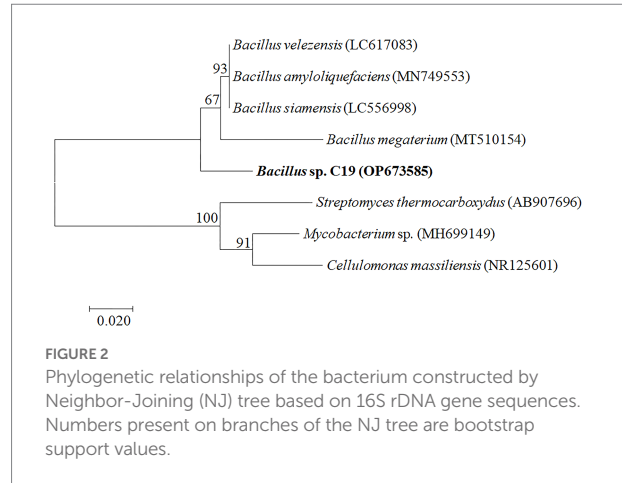 Bacillus velezensis (LC617083)
93
Bacillus amyloliquefaciens (MN749553)
67
Bacillus siamensis (LC556998)
Bacillus megaterium (MT510154)
Bacillus sp. C19 (OP673585)
Streptomyces thermocarboxydus (AB907696)
100
Mycobacterium sp. (MH699149)
91
Cellulomonas massiliensis (NR125601)
0.020
FIGURE 2
Phylogenetic relationships of the bacterium constructed by
Neighbor-Joining (NJ) tree based on 16S rDNA gene sequences.
Numbers present on branches of the NJ tree are bootstrap
support values.